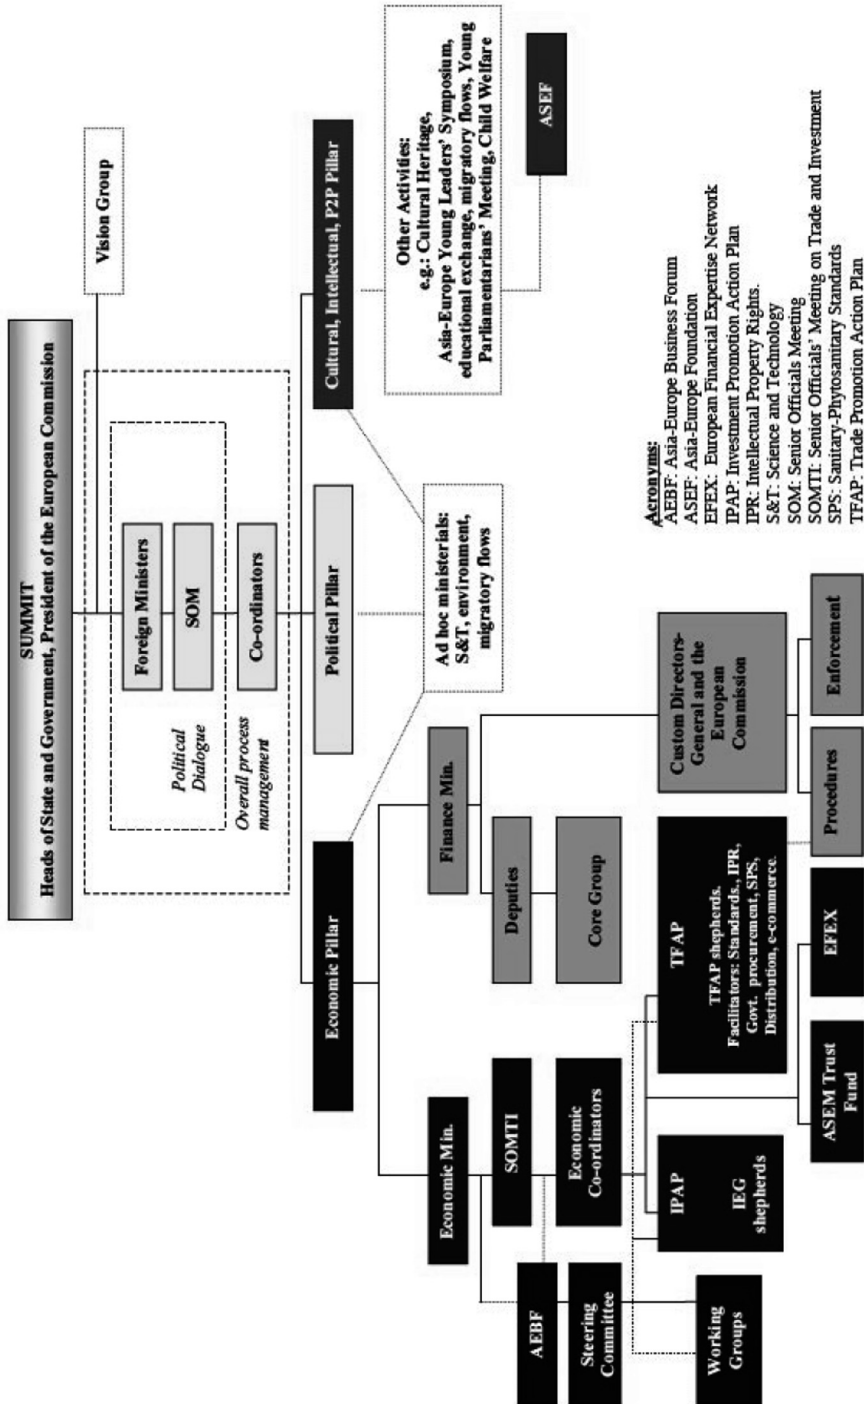 SUMMIT
Heads of State and Government, President of the European Commission
Vision Group
Foreign Ministers
SOM
Political
Dialogue
Co-ordinators
Overall process
management
Economic Pillar
Political Pillar
Cultural, Intellectual, P2P Pillar
Ad hoc ministerials:
S&T, environment,
migratory flows
Other Activities:
e.g.: Cultural Heritage,
Asia-Europe Young Leaders' Symposium,
educational exchange, migratory flows, Young
Parliamentarians' Meeting, Child Welfare
ASEF
Economic Min.
Finance Min.
AEBF
SOMTI
Deputies
Steering
Committee
Economic
Co-ordinators
Core Group
Working
Groups
IPAP
IEG
shepherds
TFAP
TFAP shepherds.
Facilitators: Standards., IPR,
Govt. procurement, SPS,
Distribution, e-commerce.
Custom Directors-
General and the
European
Commission
ASEM Trust
Fund
EFEX
Procedures
Enforcement
Acronyms:
AEBF: Asia-Europe Business Forum
ASEF: Asia-Europe Foundation
EFEX: European Financial Expertise Network
IPAP: Investment Promotion Action Plan
IPR: Intellectual Property Rights.
S&T: Science and Technology
SOM: Senior Officials Meeting
SOMTI: Senior Officials' Meeting on Trade and Investment
SPS: Sanitary-Phytosanitary Standards
TFAP: Trade Promotion Action Plan